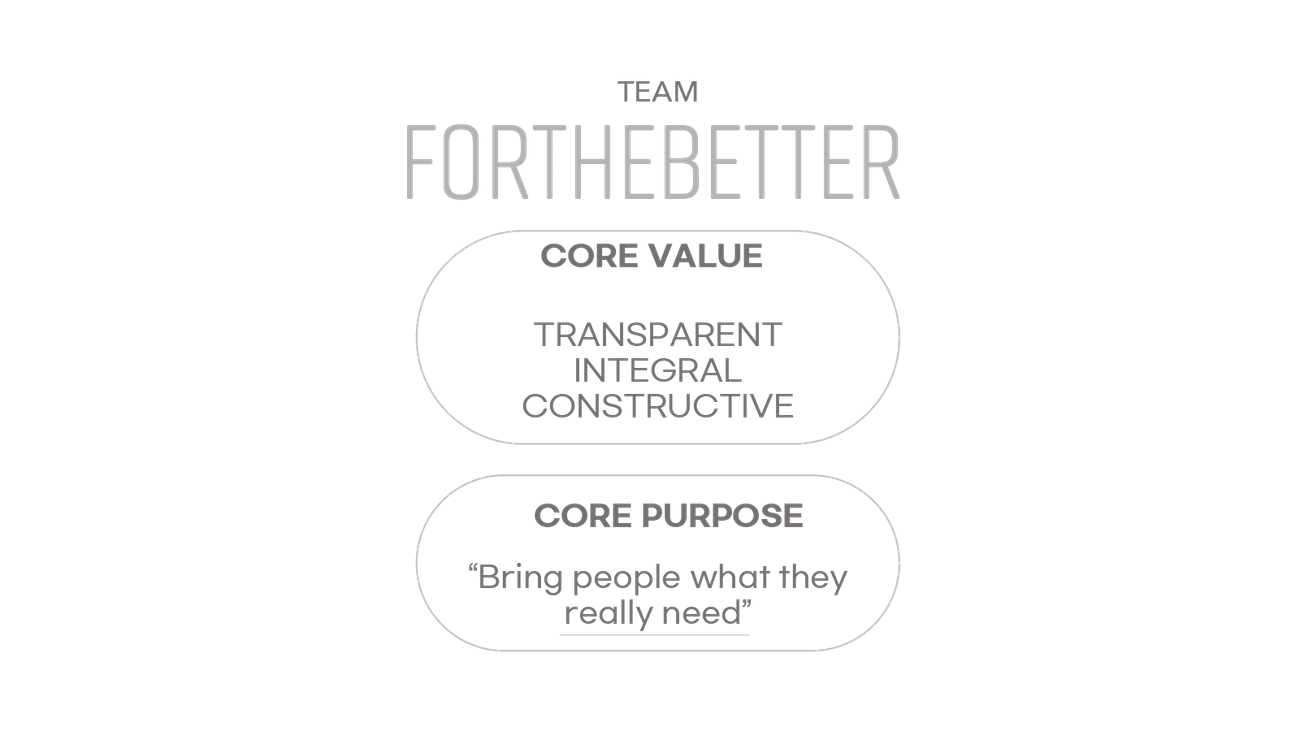 TEAM
FORTHEBETTER
CORE VALUE
TRANSPARENT
INTEGRAL
CONSTRUCTIVE
CORE PURPOSE
“Bring people what they
really need”